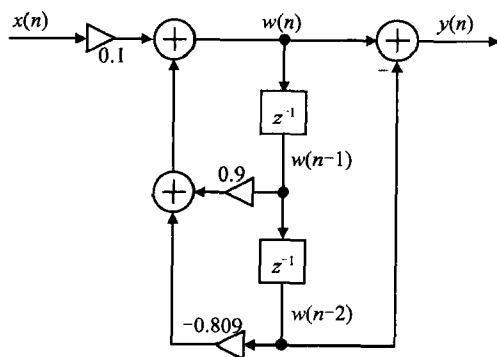 x(n) w(n) y(n)
0.1
z⁻¹
w(n-1)
0.9
z⁻¹
w(n-2)
-0.809